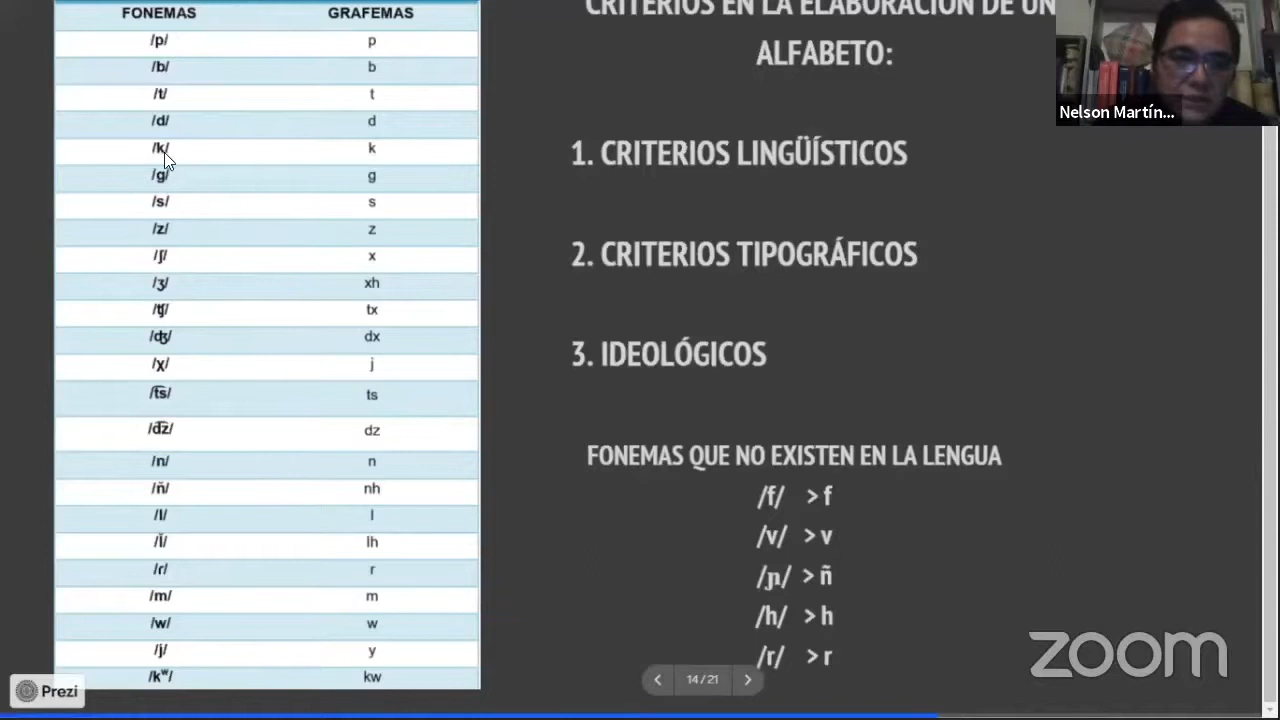 FONEMAS GRAFEMAS
/p/ p
/b/ b
/t/ t
/d/ d
/k/ k
/g/ g
/s/ s
/z/ z
/ʃ/ x
/ʒ/ xh
/ʧ/ tx
/ʤ/ dx
/χ/ j
/t͡s/ ts
/d͡z/ dz
/n/ n
/n̆/ nh
/l/ l
/l̆/ lh
/r/ r
/m/ m
/w/ w
/j/ y
/kʷ/ kw
CRITERIOS EN LA ELABORACIÓN DE UN
ALFABETO:
1. CRITERIOS LINGÜÍSTICOS
2. CRITERIOS TIPOGRÁFICOS
3. IDEOLÓGICOS
FONEMAS QUE NO EXISTEN EN LA LENGUA
/f/ > f
/v/ > v
/ɲ/ > ñ
/h/ > h
/r/ > r
Nelson Martín...
14/21
Prezi
zoom